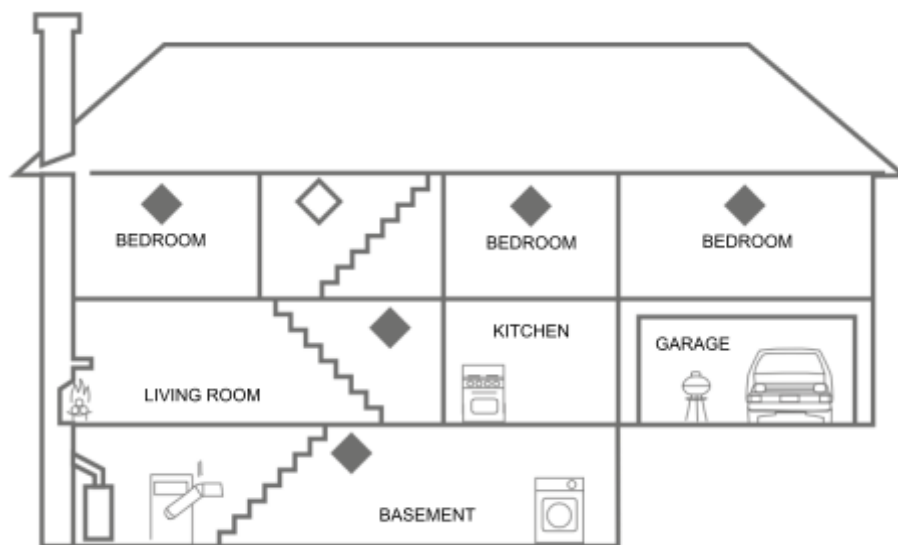 BEDROOM
BEDROOM
BEDROOM
KITCHEN
GARAGE
LIVING ROOM
BASEMENT